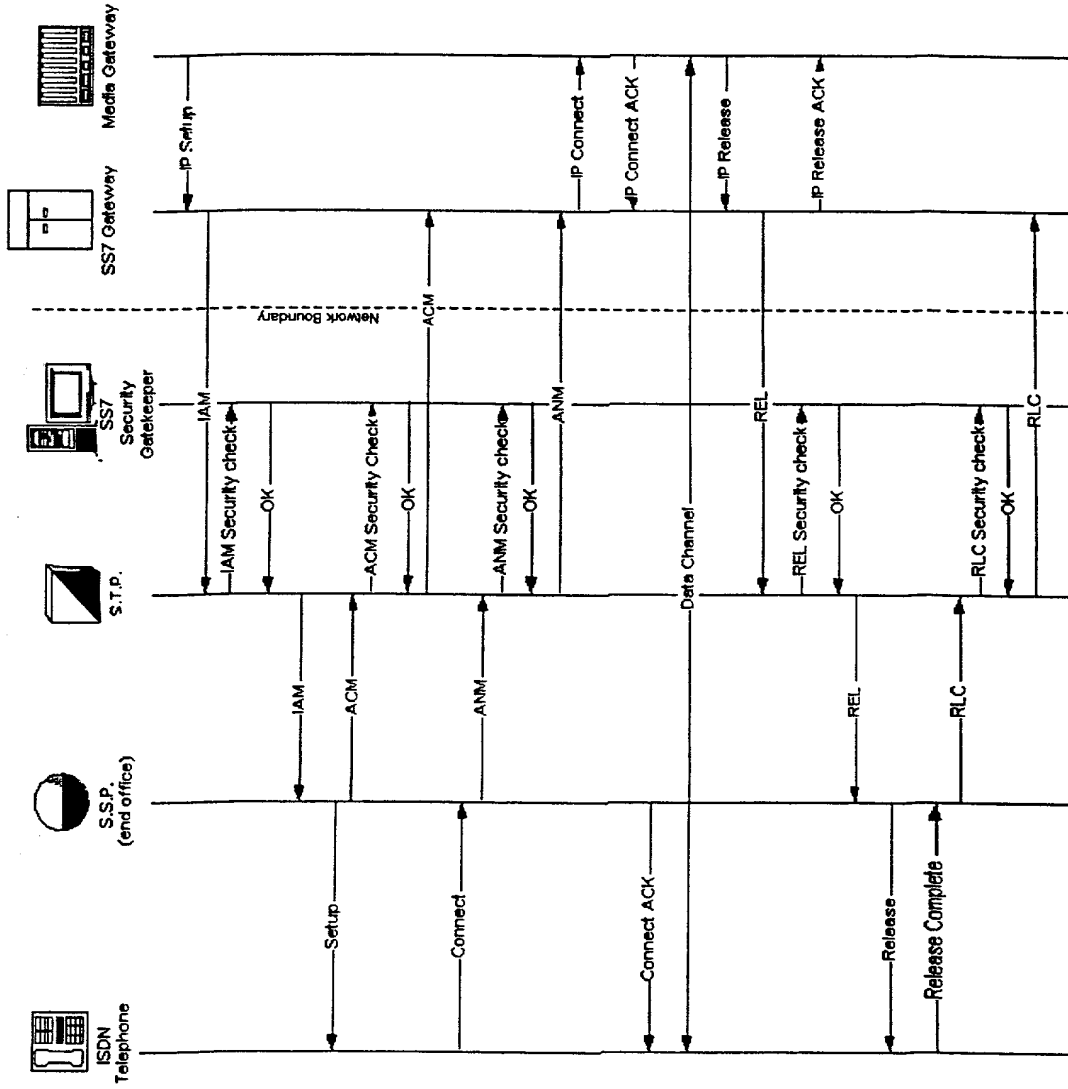 ISDN
Telephone
S.S.P.
(end office)
S.T.P.
SS7
Security
Gatekeeper
SS7 Gateway
Media Gateway
Network Boundary
IP Setup
IAM
IAM Security check
OK
IAM
Setup
ACM
ACM Security Check
OK
ACM
Connect
ANM
ANM Security check
OK
ANM
IP Connect
IP Connect ACK
Connect ACK
Data Channel
IP Release
REL
REL Security check
IP Release ACK
OK
REL
Release
Release Complete
RLC
RLC Security check
OK
RLC